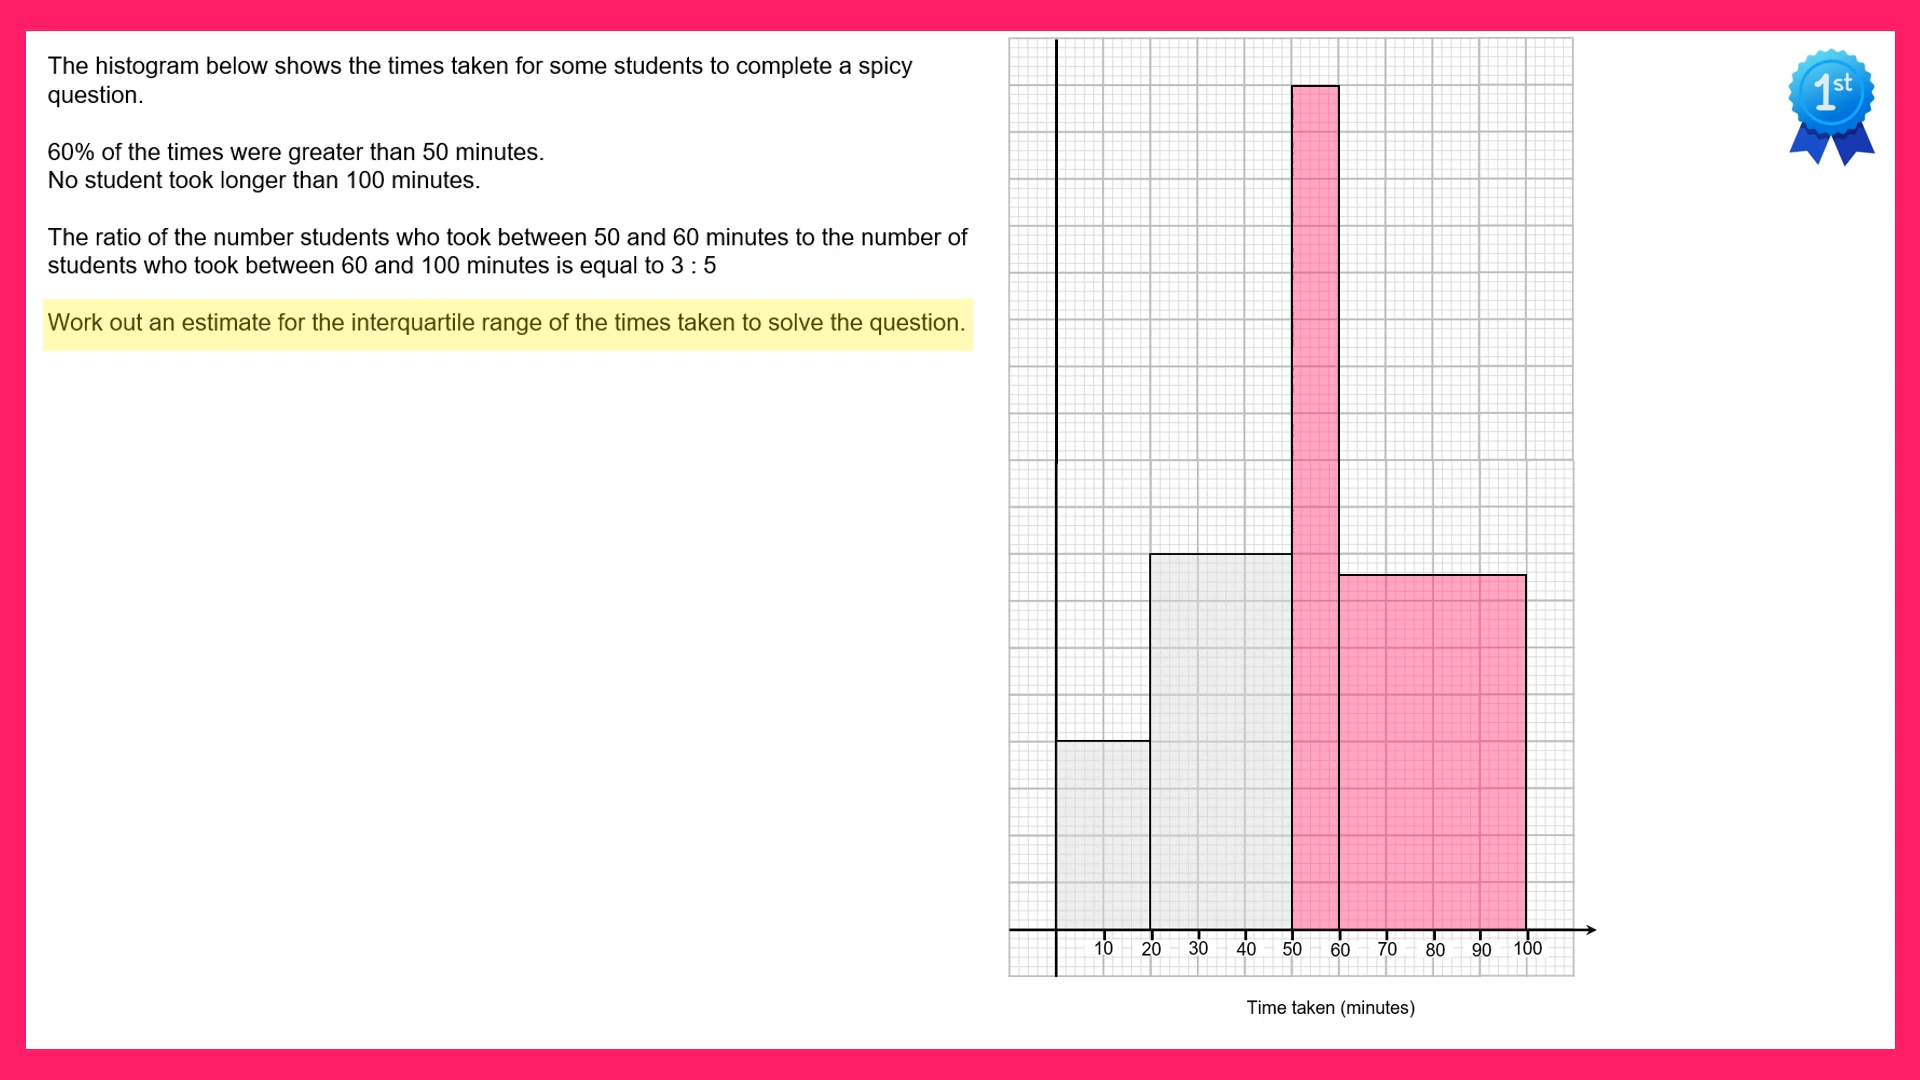 The histogram below shows the times taken for some students to complete a spicy
question.
60% of the times were greater than 50 minutes.
No student took longer than 100 minutes.
The ratio of the number students who took between 50 and 60 minutes to the number of
students who took between 60 and 100 minutes is equal to 3 : 5
Work out an estimate for the interquartile range of the times taken to solve the question.
1st
10 20 30 40 50 60 70 80 90 100
Time taken (minutes)